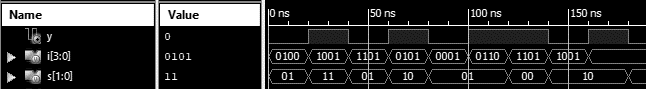 Name Value 0 ns 50 ns 100 ns 150 ns
y 0
i[3:0] 0101 0100 1001 1101 0101 0001 0110 1101 1001
s[1:0] 11 01 11 01 10 01 00 10